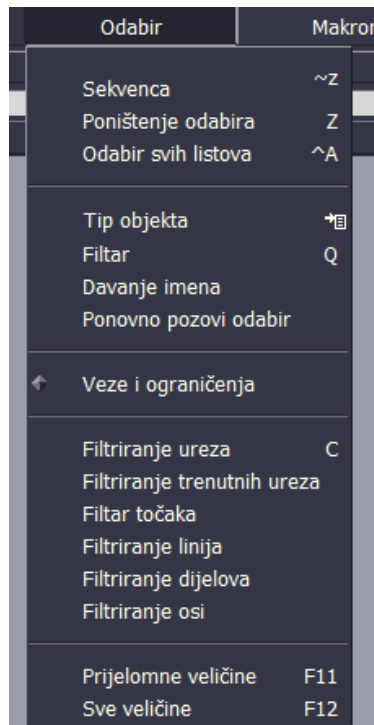 Odabir Makron
Sekvenca ~z
Poništenje odabira Z
Odabir svih listova ^A
Tip objekta
Filtar Q
Davanje imena
Ponovno pozovi odabir
Veze i ograničenja
Filtriranje ureza C
Filtriranje trenutnih ureza
Filtar točaka
Filtriranje linija
Filtriranje dijelova
Filtriranje osi
Prijelomne veličine F11
Sve veličine F12